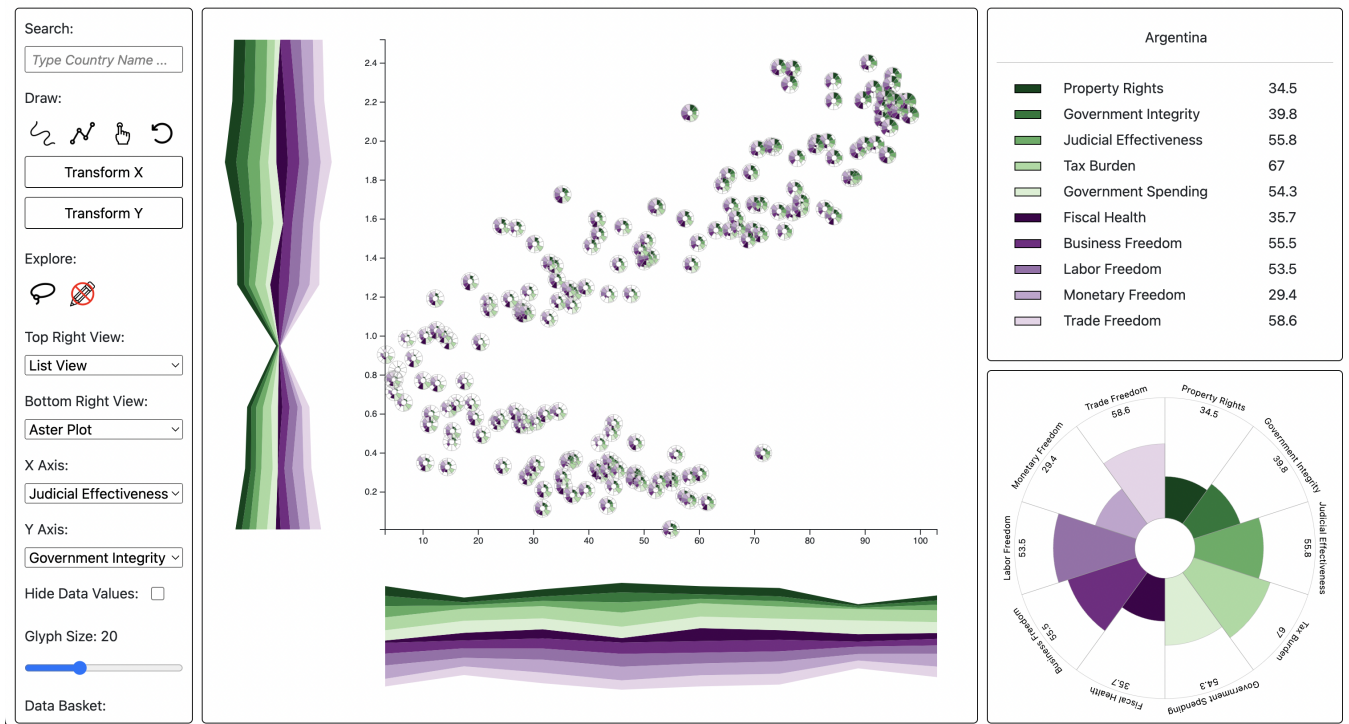 Search:
Type Country Name ...
Draw:
Transform X
Transform Y
Explore:
Top Right View:
List View
Bottom Right View:
Aster Plot
X Axis:
Judicial Effectiveness
Y Axis:
Government Integrity
Hide Data Values:
Glyph Size: 20
Data Basket:
2.4
2.2
2.0
1.8
1.6
1.4
1.2
1.0
0.8
0.6
0.4
0.2
10 20 30 40 50 60 70 80 90 100
Argentina
Property Rights 34.5
Government Integrity 39.8
Judicial Effectiveness 55.8
Tax Burden 67
Government Spending 54.3
Fiscal Health 35.7
Business Freedom 55.5
Labor Freedom 53.5
Monetary Freedom 29.4
Trade Freedom 58.6
Property Rights
34.5
Government Integrity
39.8
Judicial Effectiveness
55.8
Tax Burden
67
Government Spending
54.3
Fiscal Health
35.7
Business Freedom
55.5
Labor Freedom
53.5
Monetary Freedom
29.4
Trade Freedom
58.6